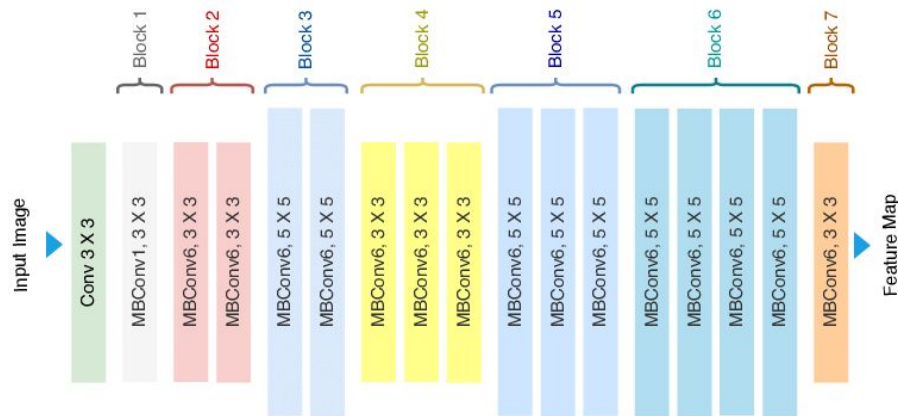 Block 1
Block 2
Block 3
Block 4
Block 5
Block 6
Block 7
Input Image
Conv 3 X 3
MBConv1, 3 X 3
MBConv6, 3 X 3
MBConv6, 3 X 3
MBConv6, 5 X 5
MBConv6, 5 X 5
MBConv6, 3 X 3
MBConv6, 3 X 3
MBConv6, 3 X 3
MBConv6, 5 X 5
MBConv6, 5 X 5
MBConv6, 5 X 5
MBConv6, 5 X 5
MBConv6, 5 X 5
MBConv6, 5 X 5
MBConv6, 5 X 5
MBConv6, 3 X 3
Feature Map